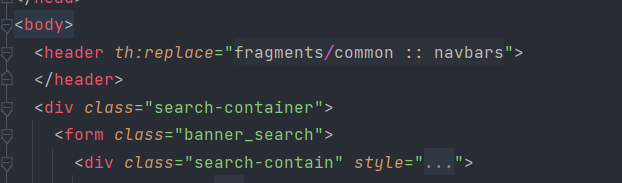 </head>
<body>
<header th:replace="fragments/common :: navbars">
</header>
<div class="search-container">
<form class="banner_search">
<div class="search-contain" style="...">